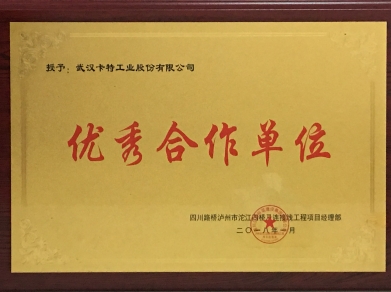 授予：武汉卡特工业股份有限公司
优秀合作单位
四川路桥泸州市沱江四桥及连接线工程项目经理部
二〇一八年一月